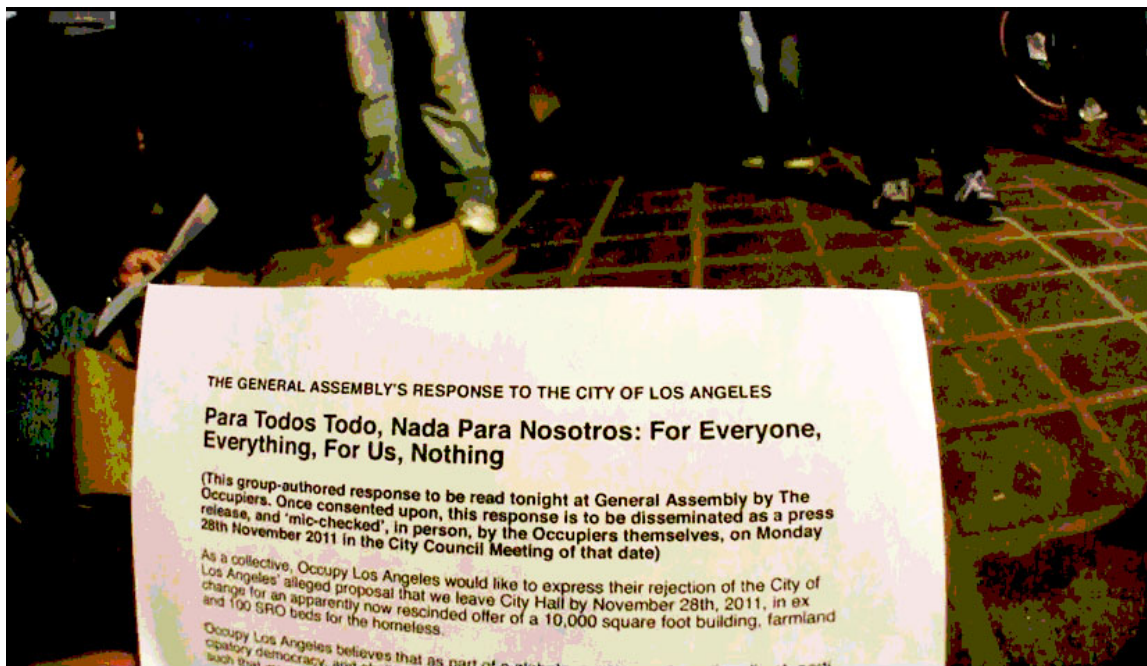 THE GENERAL ASSEMBLY'S RESPONSE TO THE CITY OF LOS ANGELES
Para Todos Todo, Nada Para Nosotros: For Everyone,
Everything, For Us, Nothing
(This group-authored response to be read tonight at General Assembly by The
Occupiers. Once consented upon, this response is to be disseminated as a press
release, and 'mic-checked', in person, by the Occupiers themselves, on Monday
28th November 2011 in the City Council Meeting of that date)
As a collective, Occupy Los Angeles would like to express their rejection of the City of
Los Angeles' alleged proposal that we leave City Hall by November 28th, 2011, in ex
change for an apparently now rescinded offer of a 10,000 square foot building, farmland
and 100 SRO beds for the homeless.
Occupy Los Angeles believes that as part of a
cipatory democracy, and
such that